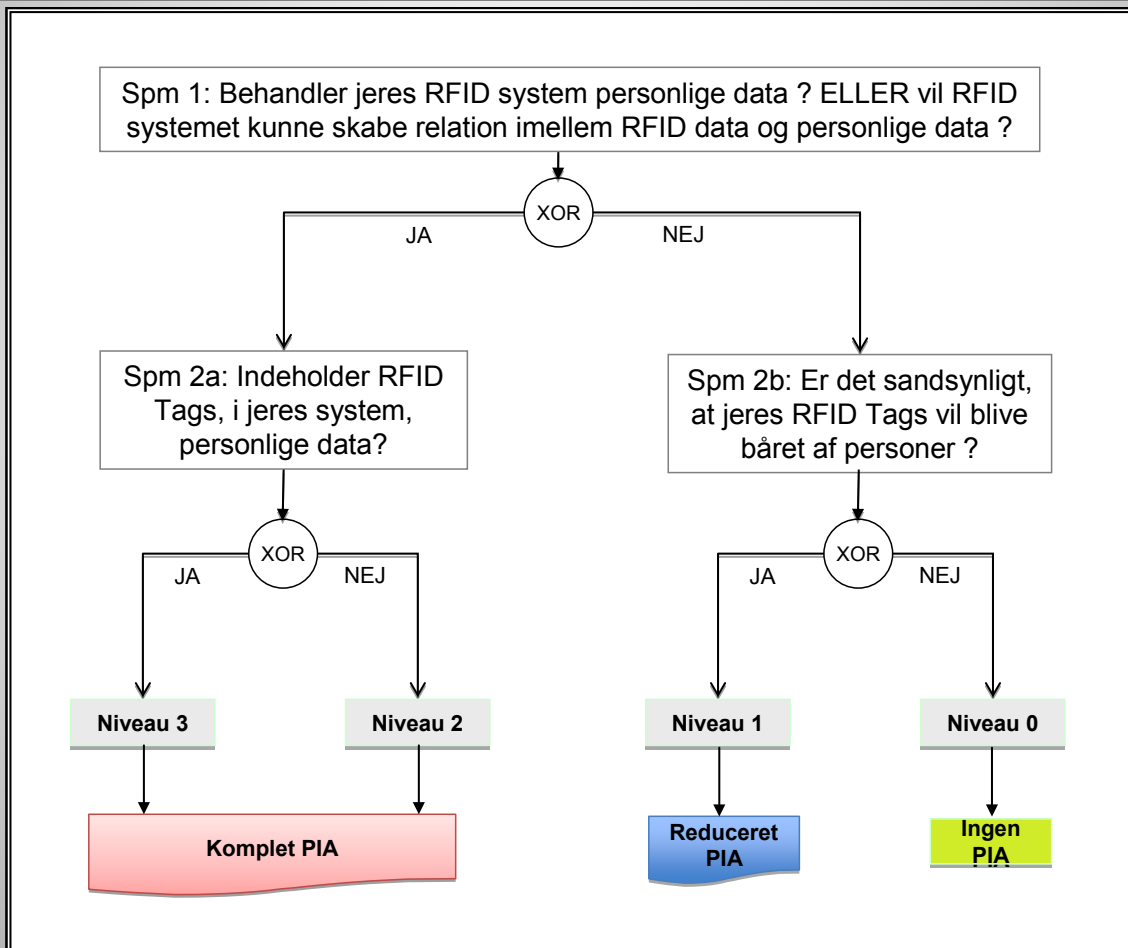 Spm 1: Behandler jeres RFID system personlige data ? ELLER vil RFID
systemet kunne skabe relation imellem RFID data og personlige data ?
XOR
JA
NEJ
Spm 2a: Indeholder RFID
Tags, i jeres system,
personlige data?
Spm 2b: Er det sandsynligt,
at jeres RFID Tags vil blive
båret af personer ?
XOR
JA
NEJ
XOR
JA
NEJ
Niveau 3
Niveau 2
Niveau 1
Niveau 0
Komplet PIA
Reduceret
PIA
Ingen
PIA